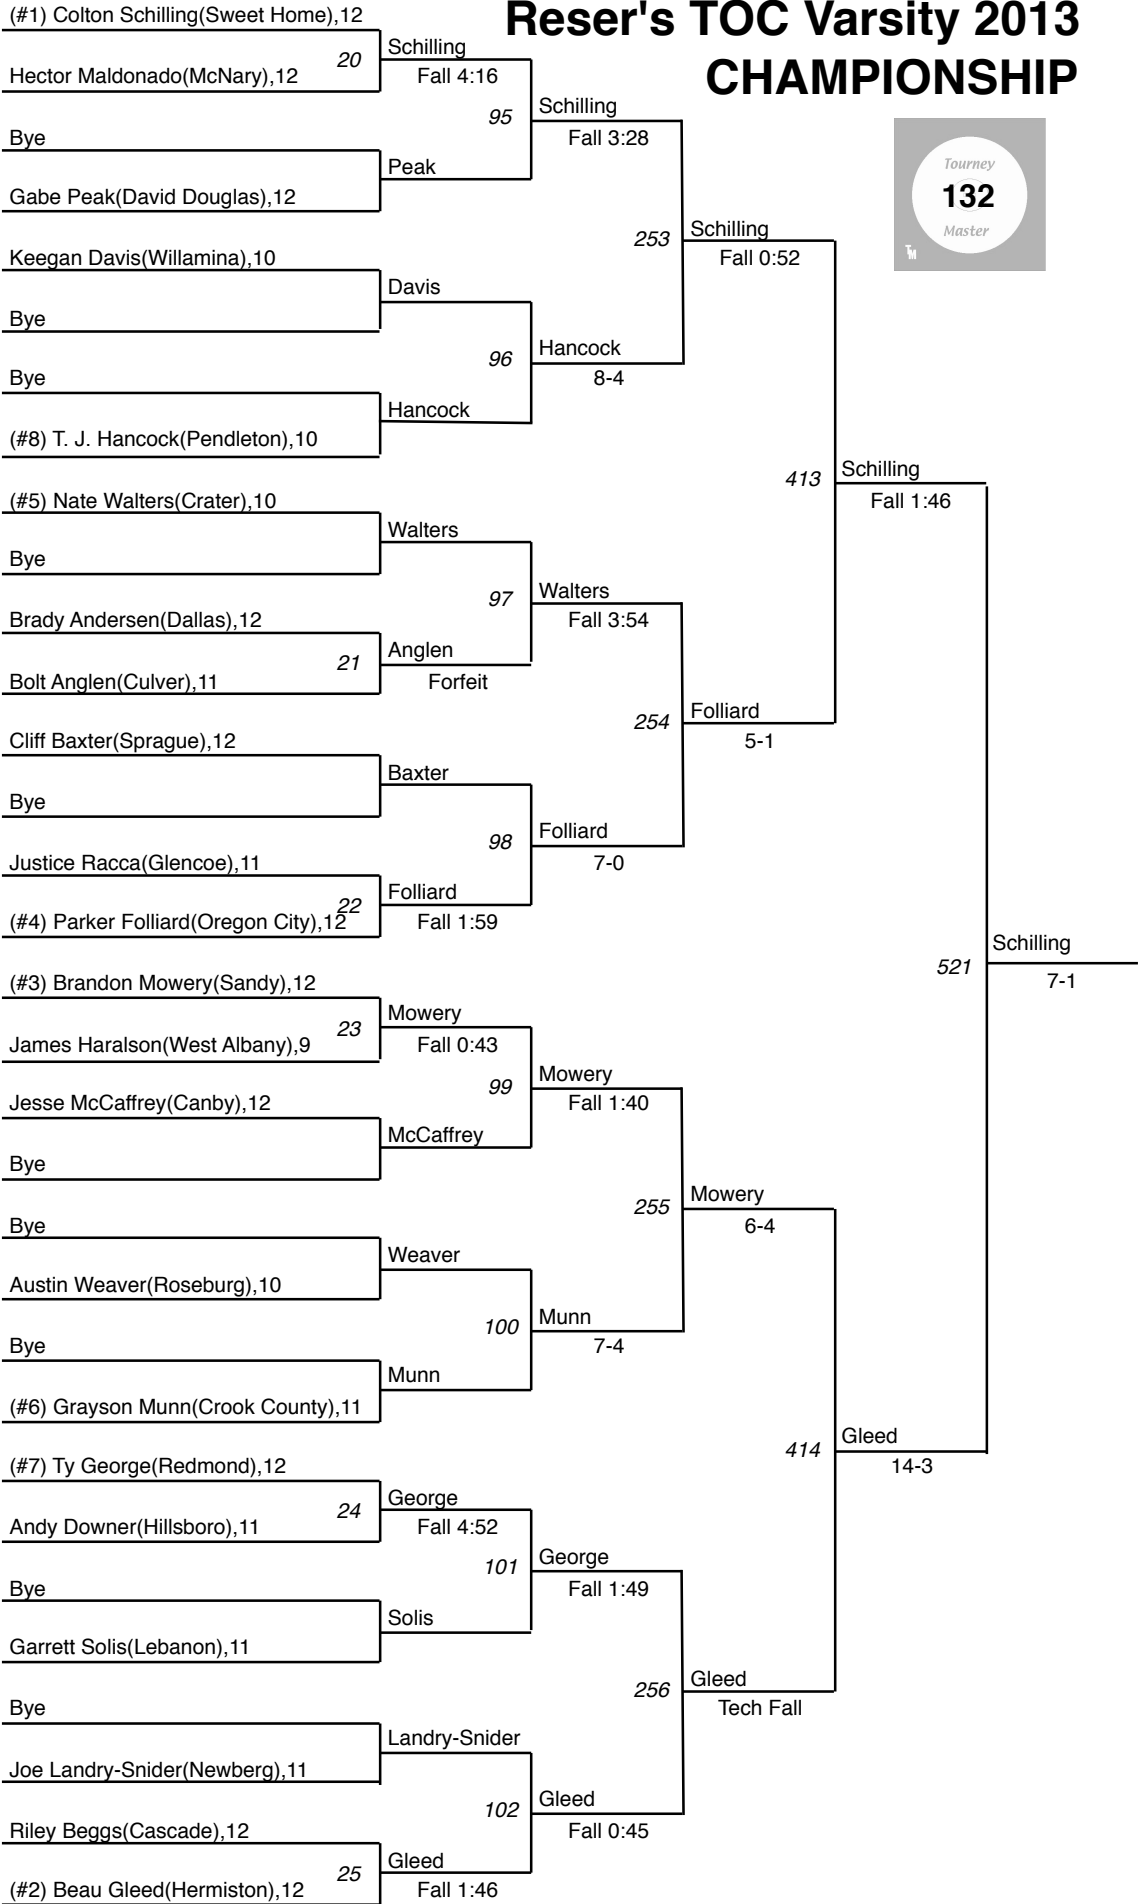 Reser's TOC Varsity 2013
CHAMPIONSHIP
Tourney
132
Master
TM
(#1) Colton Schilling(Sweet Home),12
Hector Maldonado(McNary),12
Bye
Gabe Peak(David Douglas),12
Keegan Davis(Willamina),10
Bye
Bye
(#8) T. J. Hancock(Pendleton),10
(#5) Nate Walters(Crater),10
Bye
Brady Andersen(Dallas),12
Bolt Anglen(Culver),11
Cliff Baxter(Sprague),12
Bye
Justice Racca(Glencoe),11
(#4) Parker Folliard(Oregon City),12
(#3) Brandon Mowery(Sandy),12
James Haralson(West Albany),9
Jesse McCaffrey(Canby),12
Bye
Bye
Austin Weaver(Roseburg),10
Bye
(#6) Grayson Munn(Crook County),11
(#7) Ty George(Redmond),12
Andy Downer(Hillsboro),11
Bye
Garrett Solis(Lebanon),11
Bye
Joe Landry-Snider(Newberg),11
Riley Beggs(Cascade),12
(#2) Beau Gleed(Hermiston),12
20
21
22
23
24
25
Schilling
Fall 4:16
Peak
Davis
Hancock
Walters
Anglen
Forfeit
Baxter
Folliard
Fall 1:59
Mowery
Fall 0:43
McCaffrey
Weaver
Munn
George
Fall 4:52
Solis
Landry-Snider
Gleed
Fall 1:46
95
96
97
98
99
100
101
102
Schilling
Fall 3:28
Hancock
8-4
Walters
Fall 3:54
Folliard
7-0
Mowery
Fall 1:40
Munn
7-4
George
Fall 1:49
Gleed
Fall 0:45
253
254
255
256
Schilling
Fall 0:52
Folliard
5-1
Mowery
6-4
Gleed
Tech Fall
413
414
Schilling
Fall 1:46
Gleed
14-3
521
Schilling
7-1